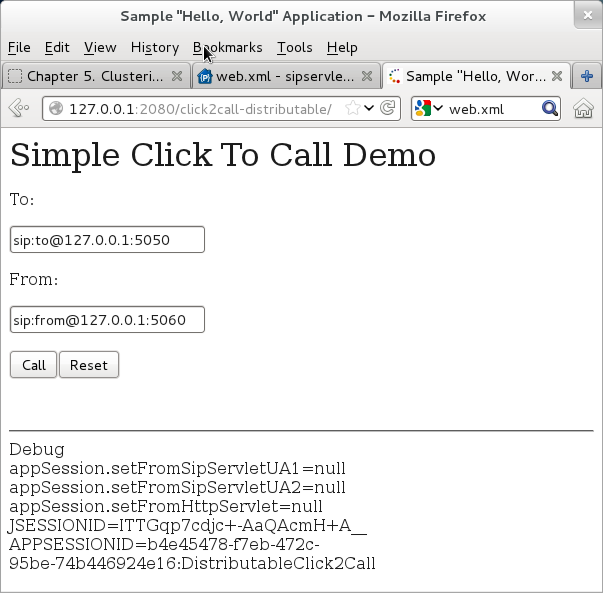 Sample "Hello, World" Application – Mozilla Firefox
File Edit View History Bookmarks Tools Help
Chapter 5. Clusteri... web.xml - sipservle... Sample "Hello, Wor...
127.0.0.1:2080/click2call-distributable/ web.xml
Simple Click To Call Demo
To:
sip:to@127.0.0.1:5050
From:
sip:from@127.0.0.1:5060
Call Reset
Debug
appSession.setFromSipServletUA1=null
appSession.setFromSipServletUA2=null
appSession.setFromHttpServlet=null
JSESSIONID=ITTGqp7cdjc+-AaQAcmH+A__
APPSESSIONID=b4e45478-f7eb-472c-
95be-74b446924e16:DistributableClick2Call